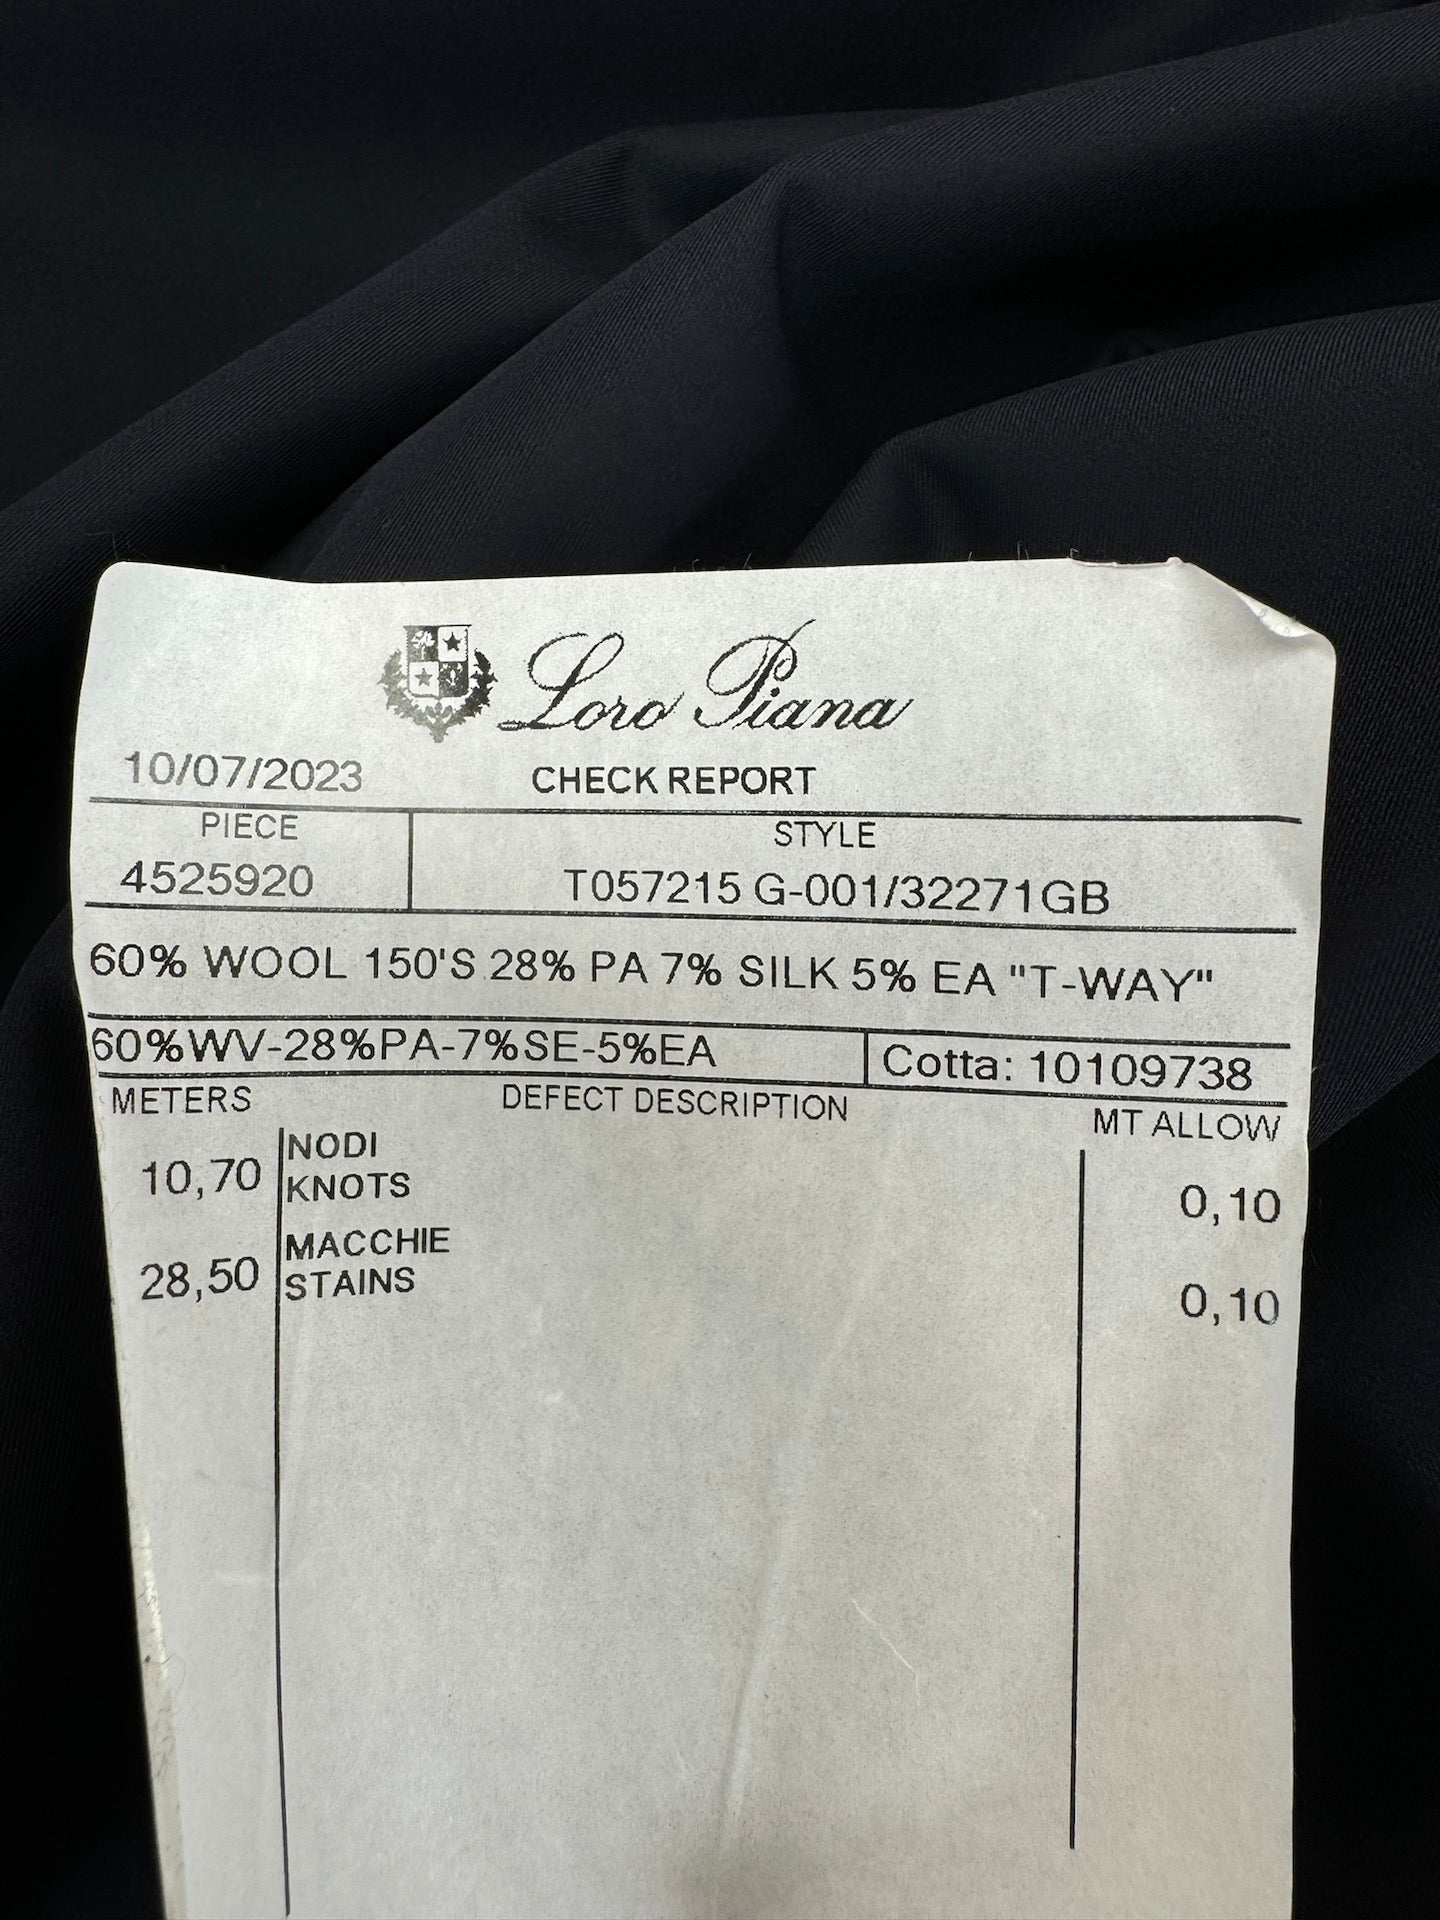 Loro Piana
10/07/2023 CHECK REPORT
PIECE STYLE
4525920 T057215 G-001/32271GB
60% WOOL 150'S 28% PA 7% SILK 5% EA "T-WAY"
60%WV-28%PA-7%SE-5%EA Cotta: 10109738
METERS DEFECT DESCRIPTION MT ALLOW
NODI
10,70 KNOTS 0,10
MACCHIE
28,50 STAINS 0,10